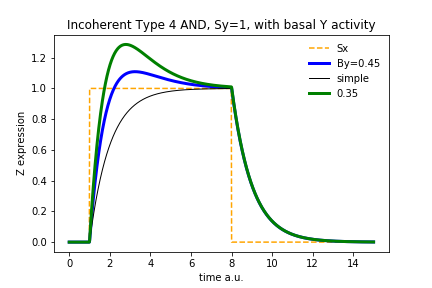 Incoherent Type 4 AND, Sy=1, with basal Y activity
Sx
By=0.45
simple
0.35
Z expression
1.2
1.0
0.8
0.6
0.4
0.2
0.0
0 2 4 6 8 10 12 14
time a.u.